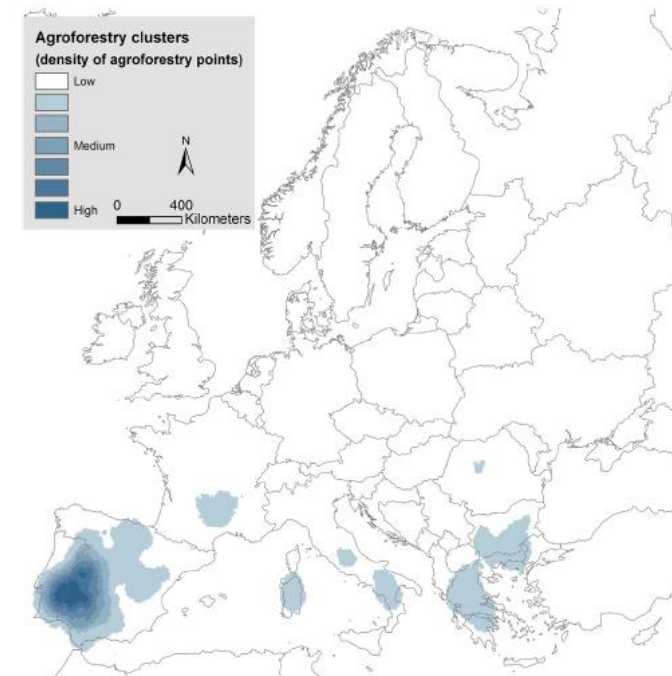 Agroforestry clusters
(density of agroforestry points)
Low
Medium
High
N
0 400
Kilometers